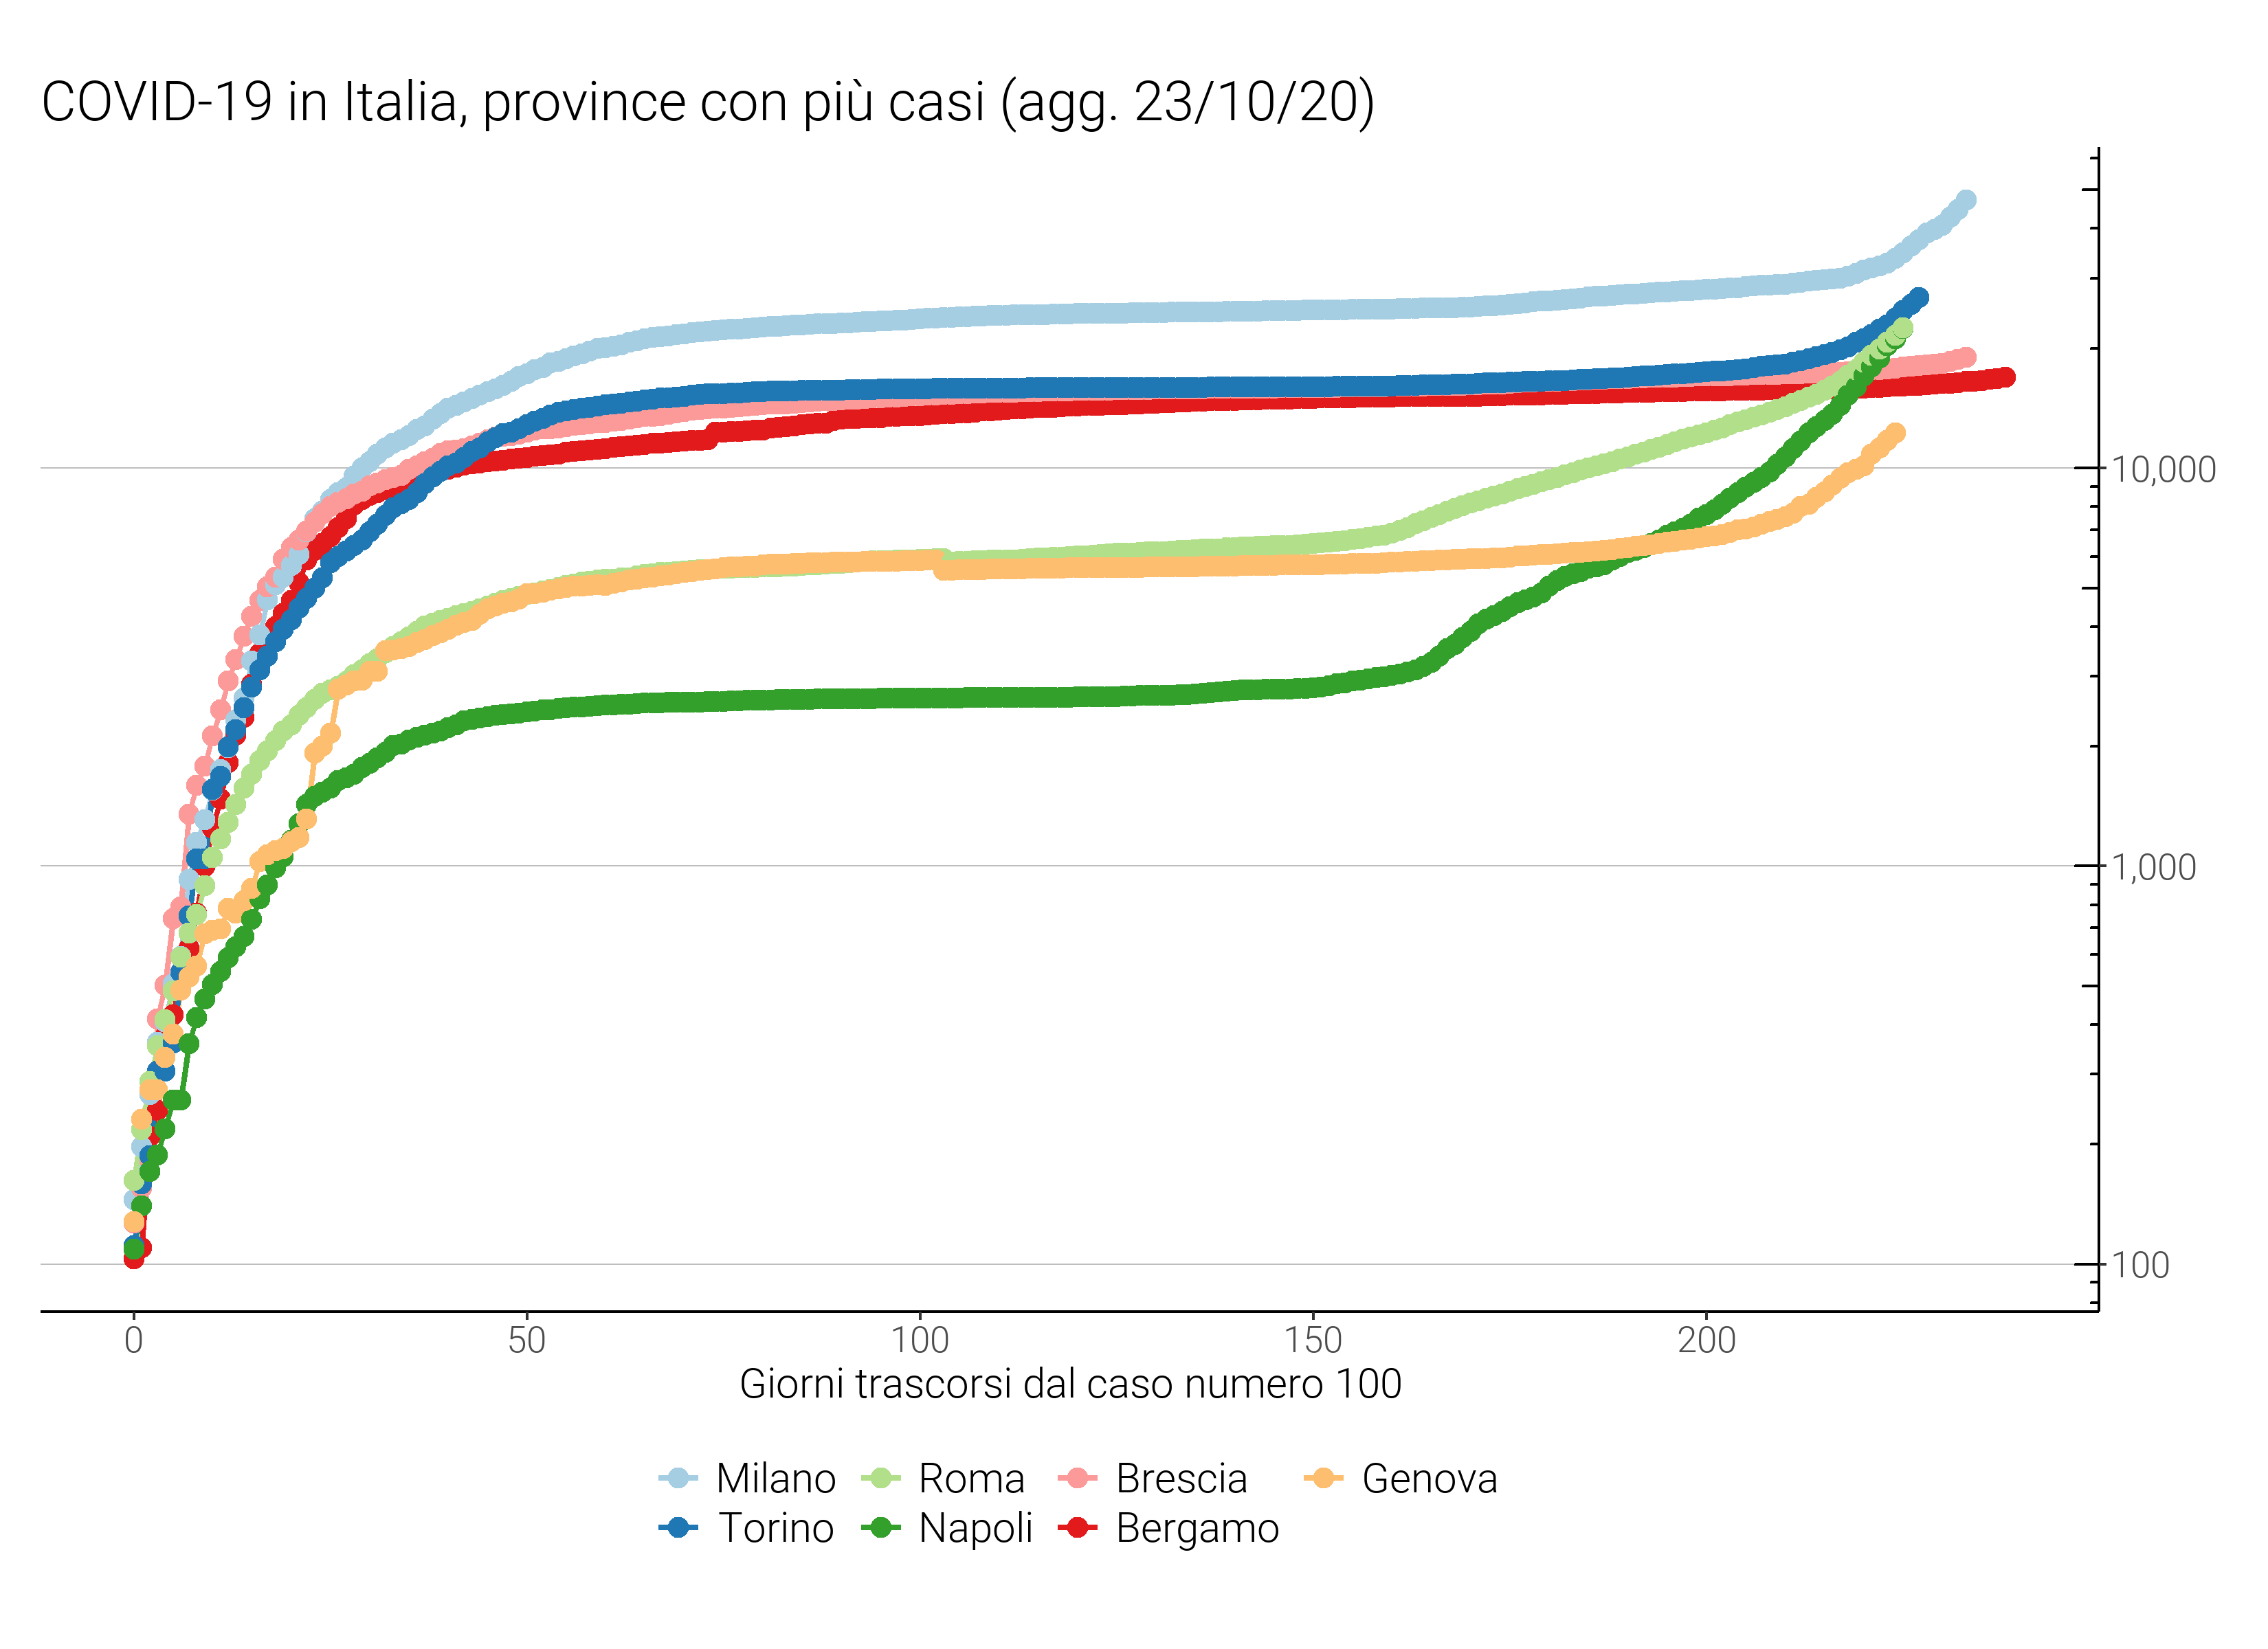 COVID-19 in Italia, province con più casi (agg. 23/10/20)
10,000
1,000
100
0 50 100 150 200
Giorni trascorsi dal caso numero 100
Milano Roma Brescia Genova
Torino Napoli Bergamo